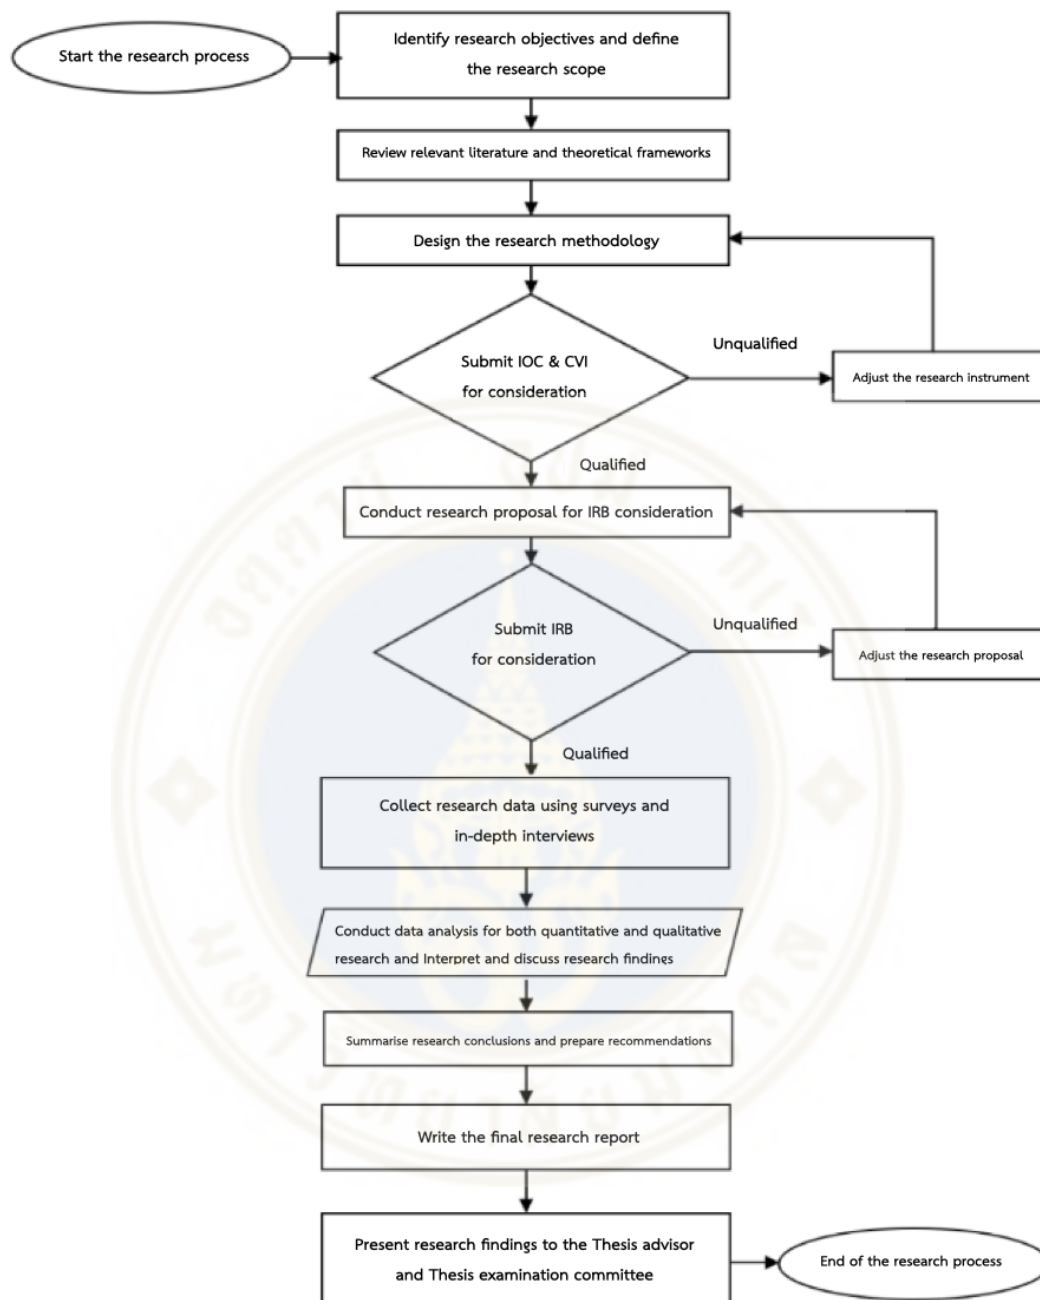 Start the research process
Identify research objectives and define
the research scope
Review relevant literature and theoretical frameworks
Design the research methodology
Submit IOC & CVI
for consideration
Unqualified
Adjust the research instrument
Qualified
Conduct research proposal for IRB consideration
Submit IRB
for consideration
Unqualified
Adjust the research proposal
Qualified
Collect research data using surveys and
in-depth interviews
Conduct data analysis for both quantitative and qualitative
research and Interpret and discuss research findings
Summarise research conclusions and prepare recommendations
Write the final research report
Present research findings to the Thesis advisor
and Thesis examination committee
End of the research process